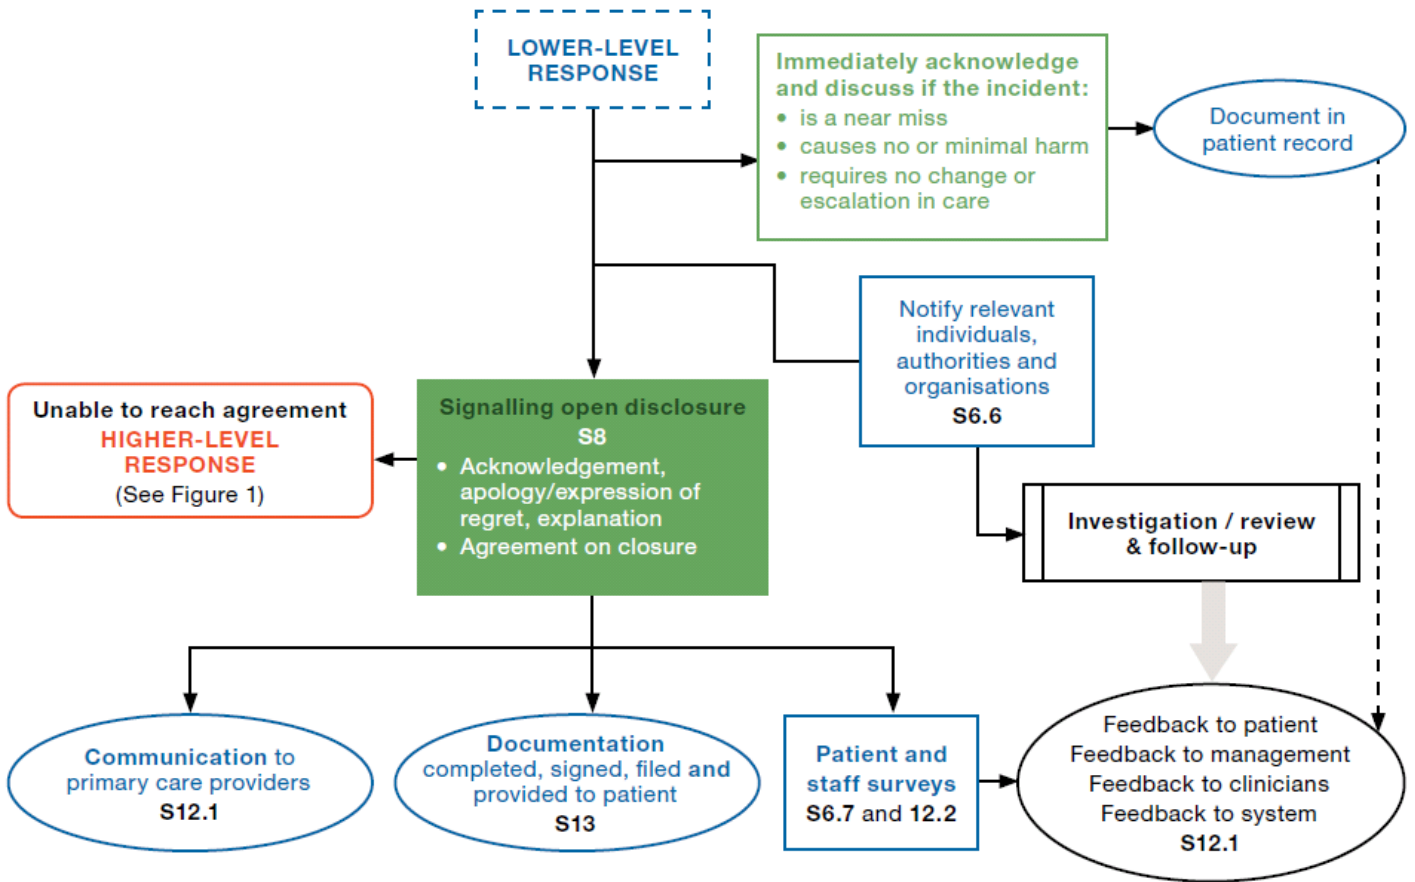 LOWER-LEVEL
RESPONSE
Immediately acknowledge
and discuss if the incident:
• is a near miss
• causes no or minimal harm
• requires no change or
escalation in care
Document in
patient record
Notify relevant
individuals,
authorities and
organisations
S6.6
Unable to reach agreement
HIGHER-LEVEL
RESPONSE
(See Figure 1)
Signalling open disclosure
S8
• Acknowledgement,
apology/expression of
regret, explanation
• Agreement on closure
Investigation / review
& follow-up
Communication to
primary care providers
S12.1
Documentation
completed, signed, filed and
provided to patient
S13
Patient and
staff surveys
S6.7 and 12.2
Feedback to patient
Feedback to management
Feedback to clinicians
Feedback to system
S12.1